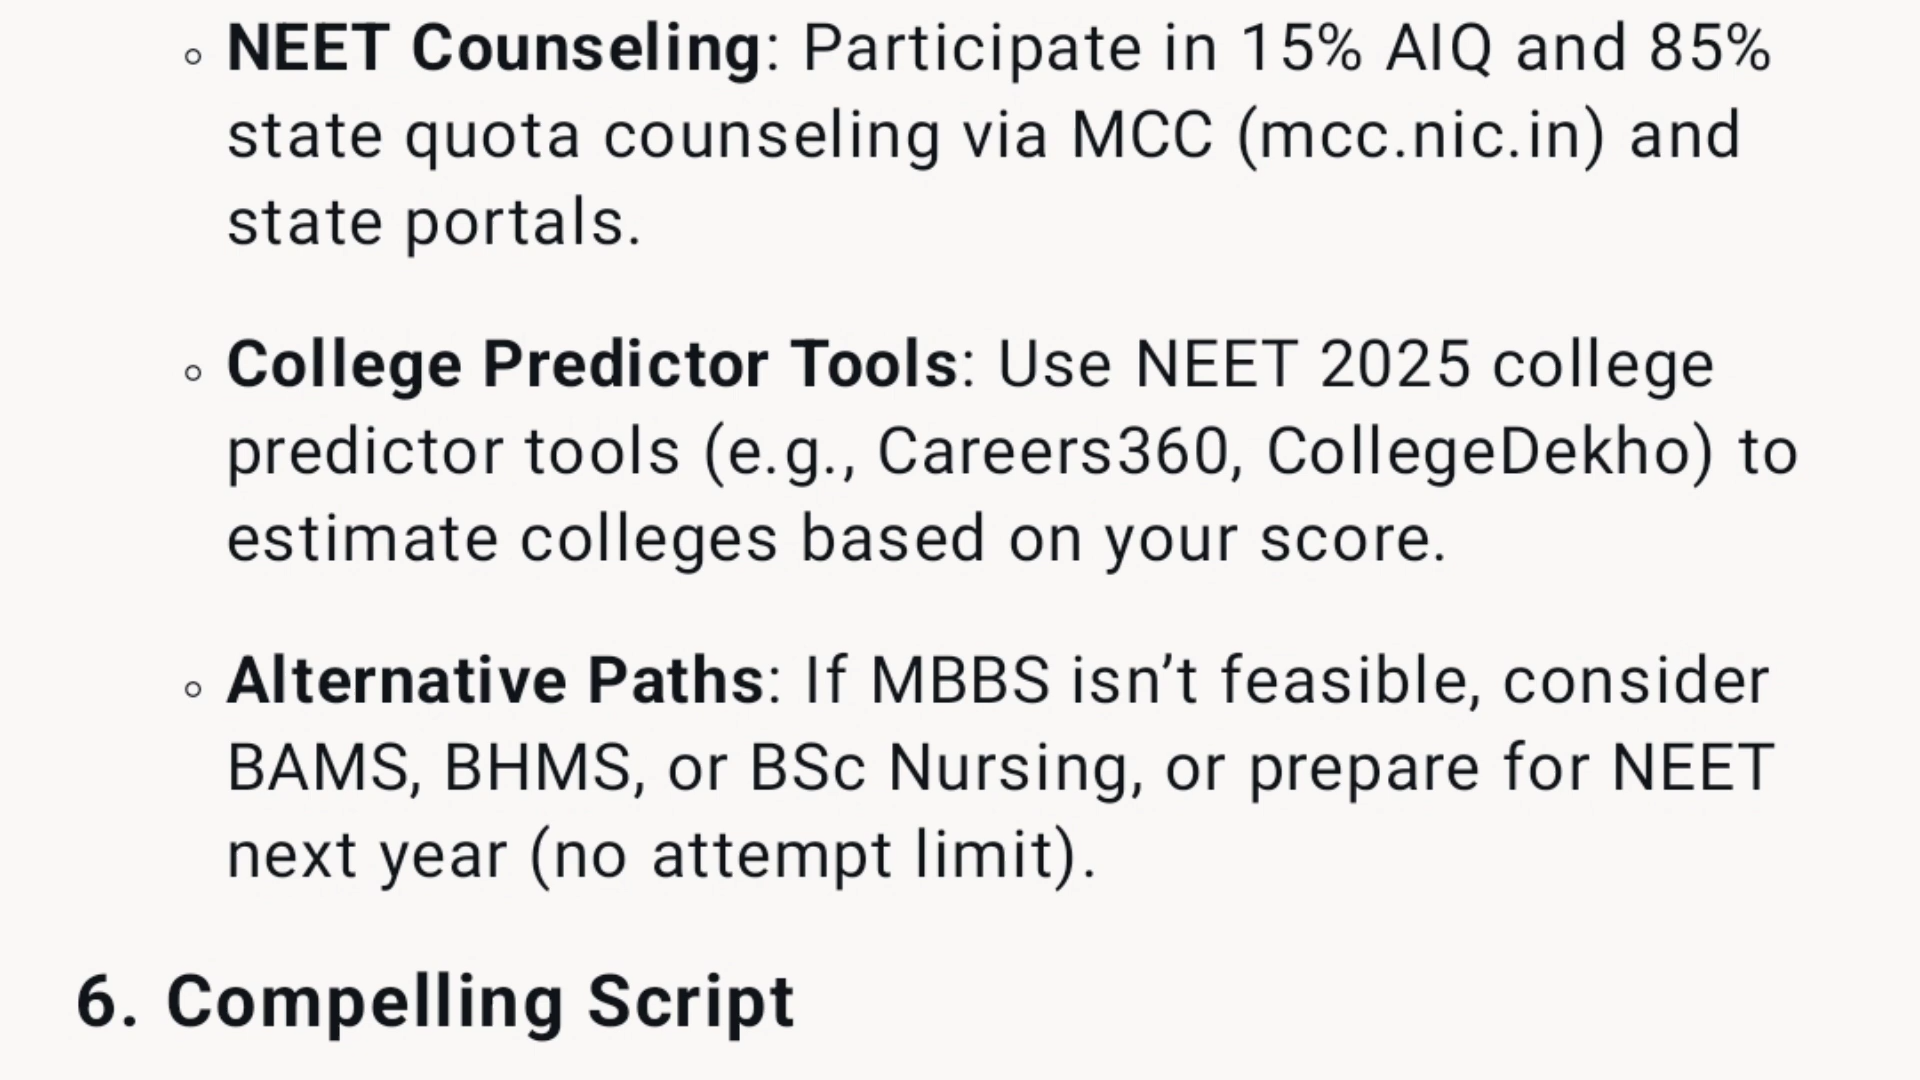 ◦ NEET Counseling: Participate in 15% AIQ and 85%
state quota counseling via MCC (mcc.nic.in) and
state portals.
◦ College Predictor Tools: Use NEET 2025 college
predictor tools (e.g., Careers360, CollegeDekho) to
estimate colleges based on your score.
◦ Alternative Paths: If MBBS isn’t feasible, consider
BAMS, BHMS, or BSc Nursing, or prepare for NEET
next year (no attempt limit).
6. Compelling Script